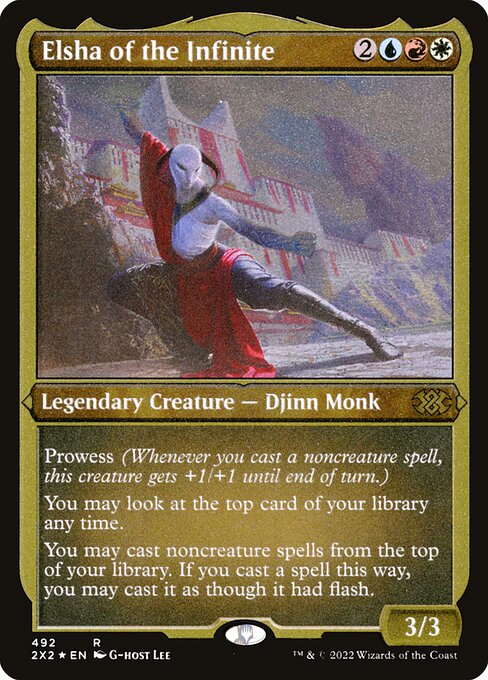 Elsha of the Infinite 2
Legendary Creature — Djinn Monk
Prowess (Whenever you cast a noncreature spell,
this creature gets +1/+1 until end of turn.)
You may look at the top card of your library
any time.
You may cast noncreature spells from the top
of your library. If you cast a spell this way,
you may cast it as though it had flash.
3/3
492 R
2X2 ★ EN G-host Lee
™ & © 2022 Wizards of the Coast